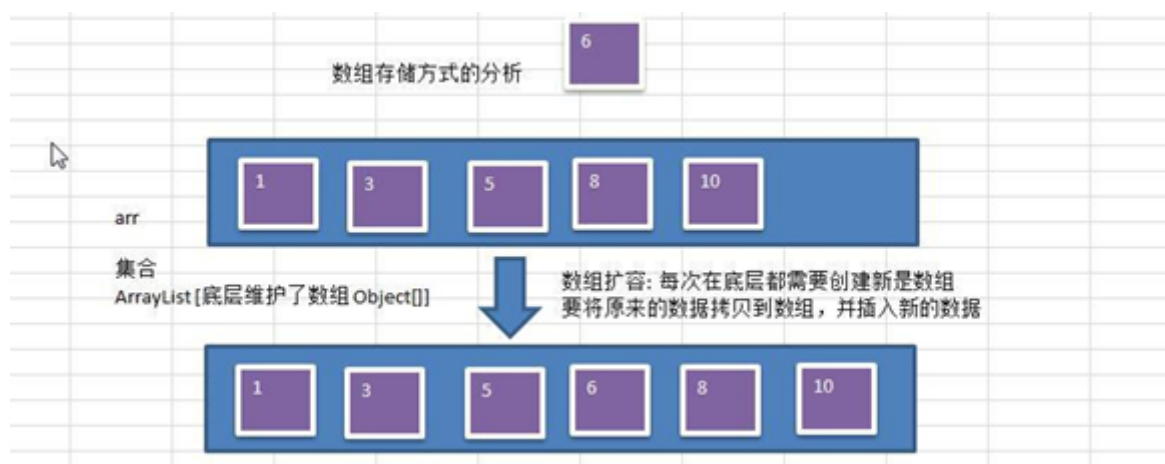 6
数组存储方式的分析
1 3 5 8 10
arr
集合
ArrayList [底层维护了数组 Object[]]
数组扩容: 每次在底层都需要创建新是数组
要将原来的数据拷贝到数组，并插入新的数据
1 3 5 6 8 10